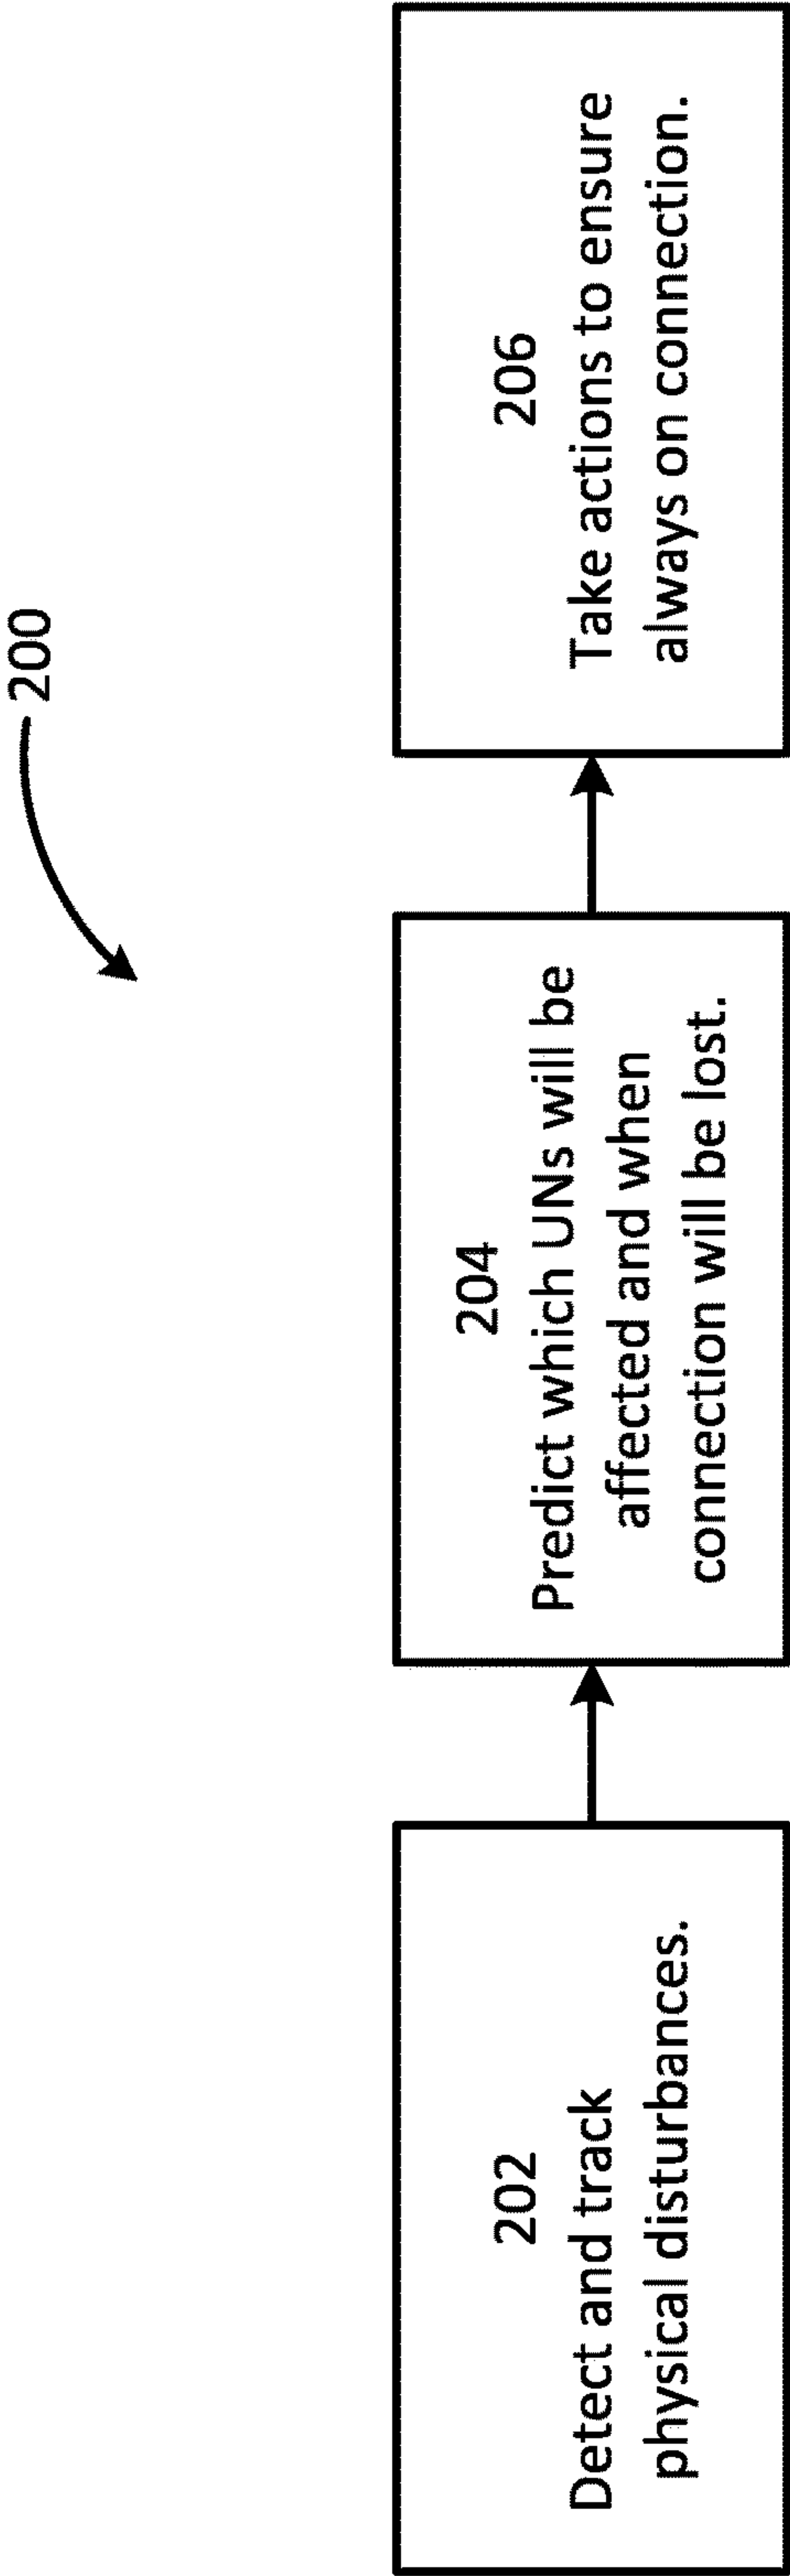 200
202
Detect and track
physical disturbances.
204
Predict which UNs will be
affected and when
connection will be lost.
206
Take actions to ensure
always on connection.